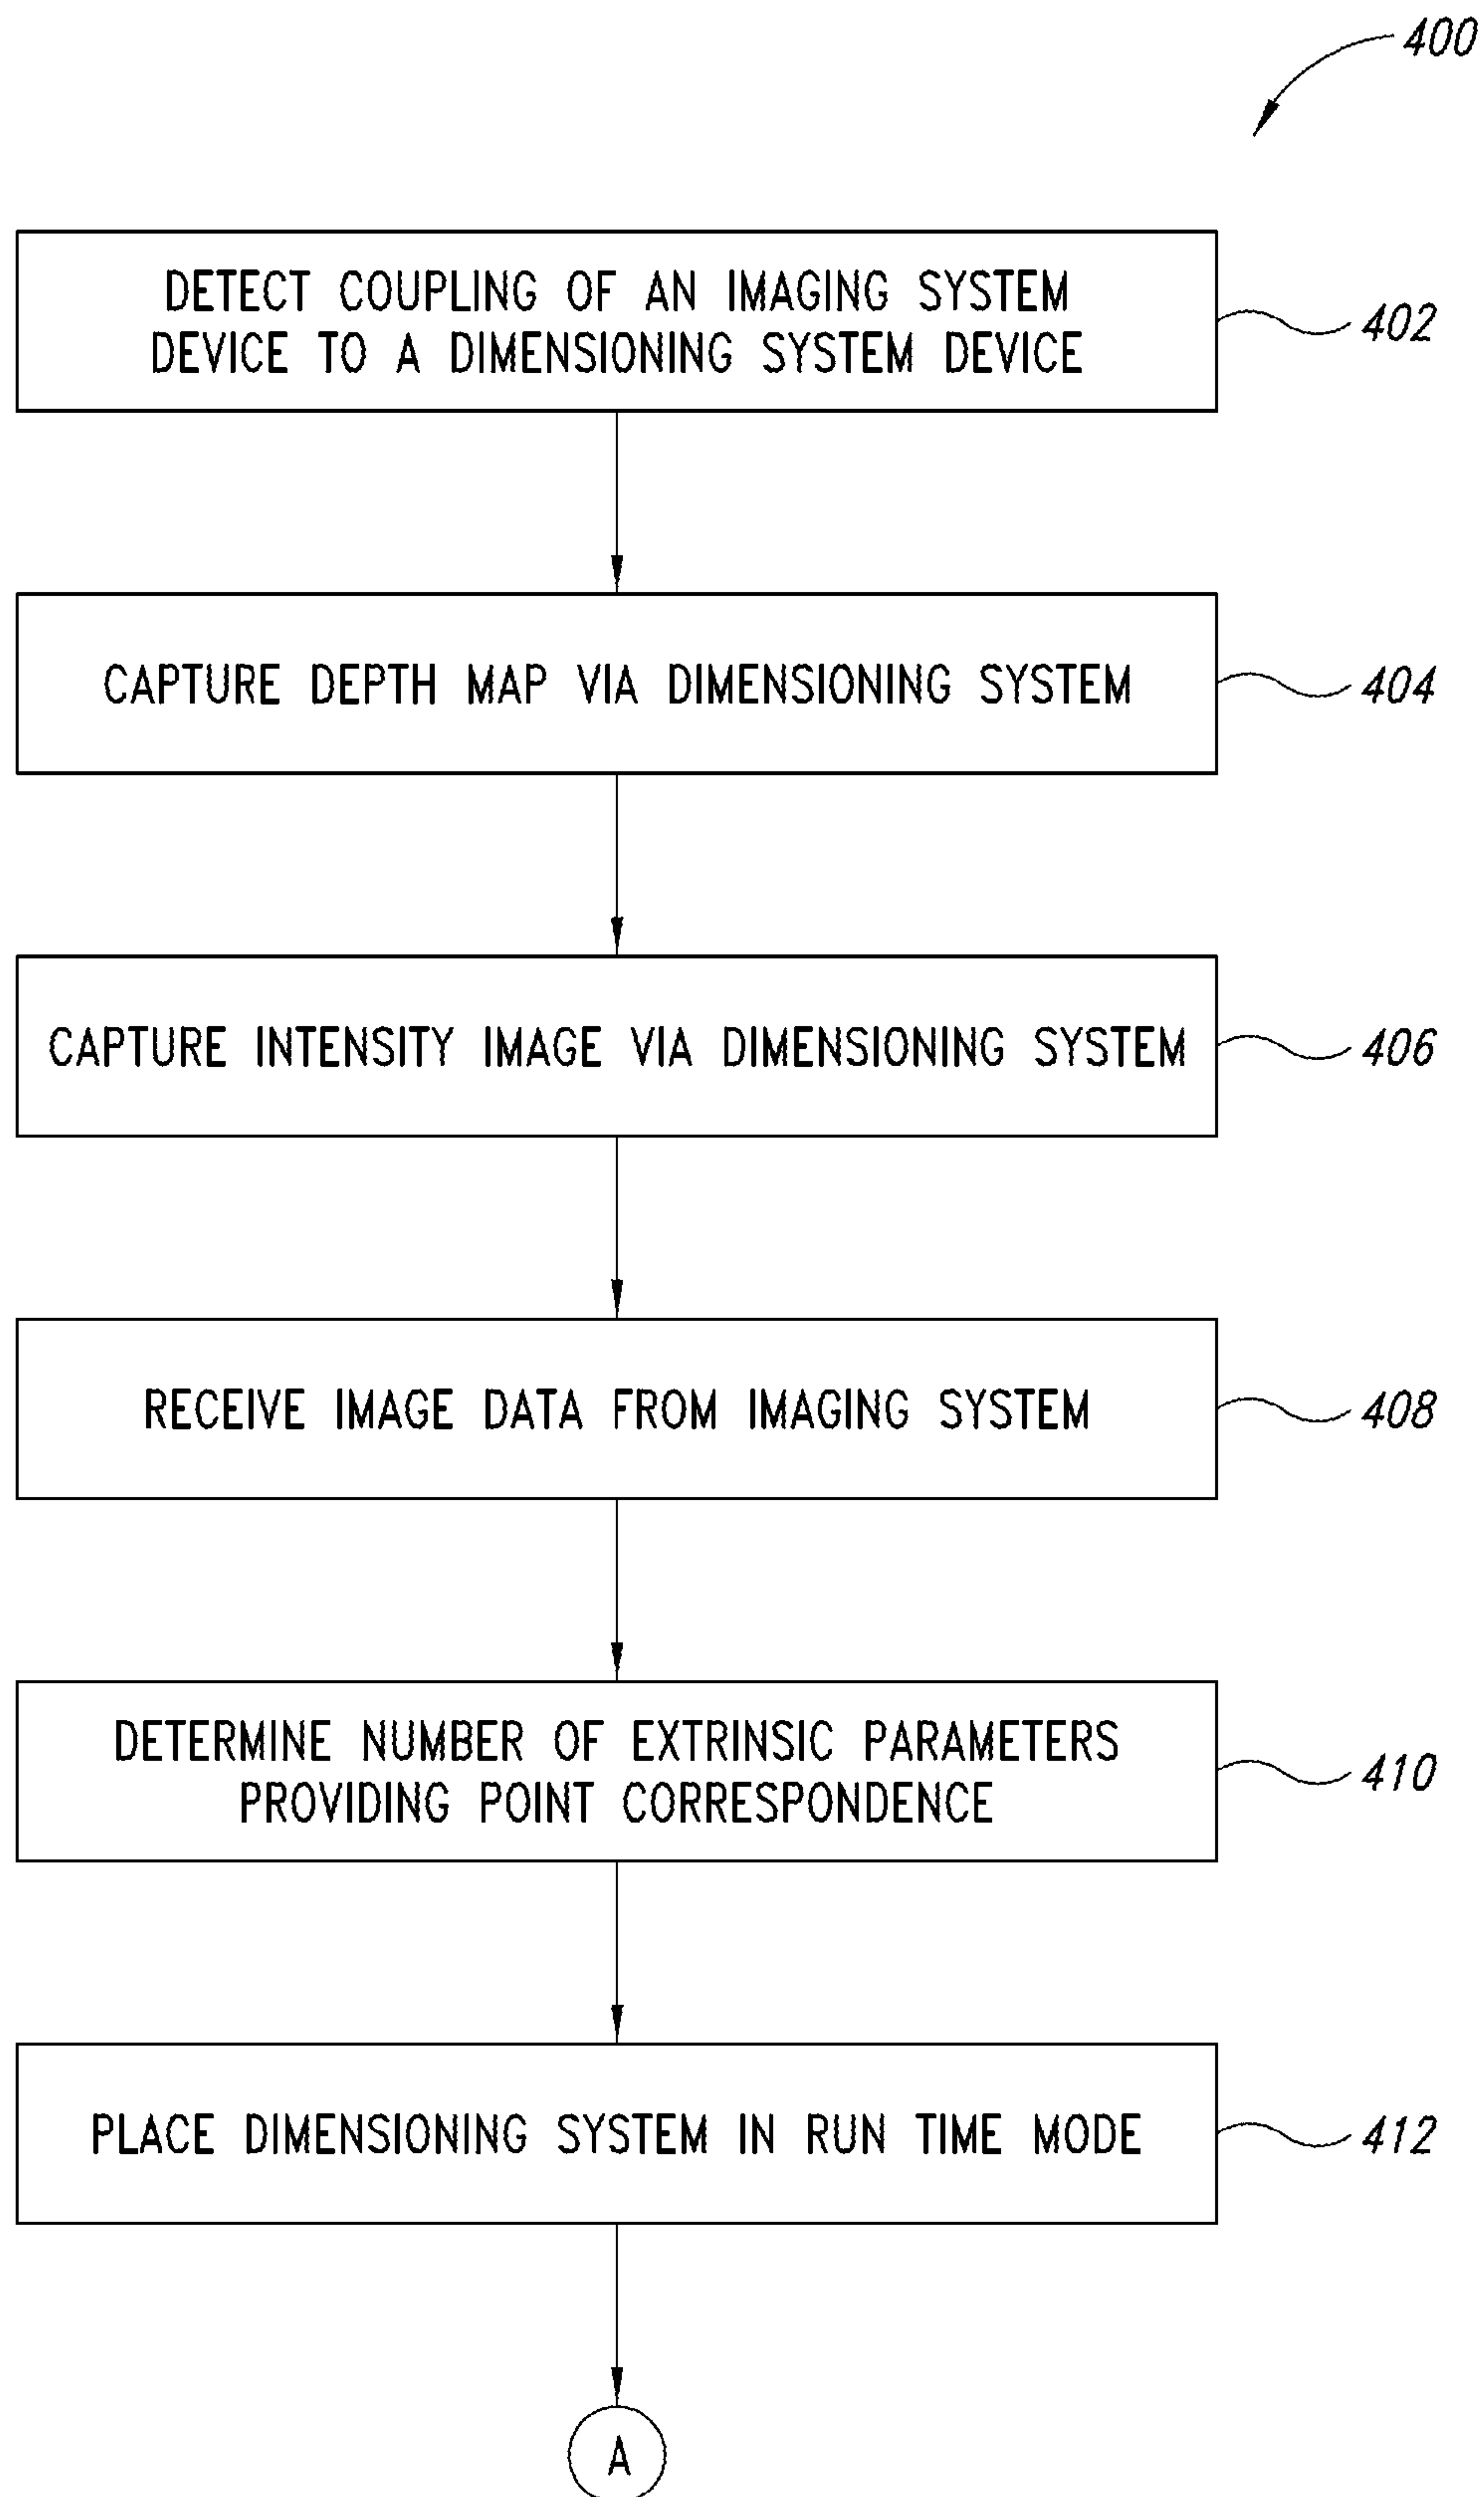 400
DETECT COUPLING OF AN IMAGING SYSTEM
DEVICE TO A DIMENSIONING SYSTEM DEVICE
402
CAPTURE DEPTH MAP VIA DIMENSIONING SYSTEM
404
CAPTURE INTENSITY IMAGE VIA DIMENSIONING SYSTEM
406
RECEIVE IMAGE DATA FROM IMAGING SYSTEM
408
DETERMINE NUMBER OF EXTRINSIC PARAMETERS
PROVIDING POINT CORRESPONDENCE
410
PLACE DIMENSIONING SYSTEM IN RUN TIME MODE
412
A